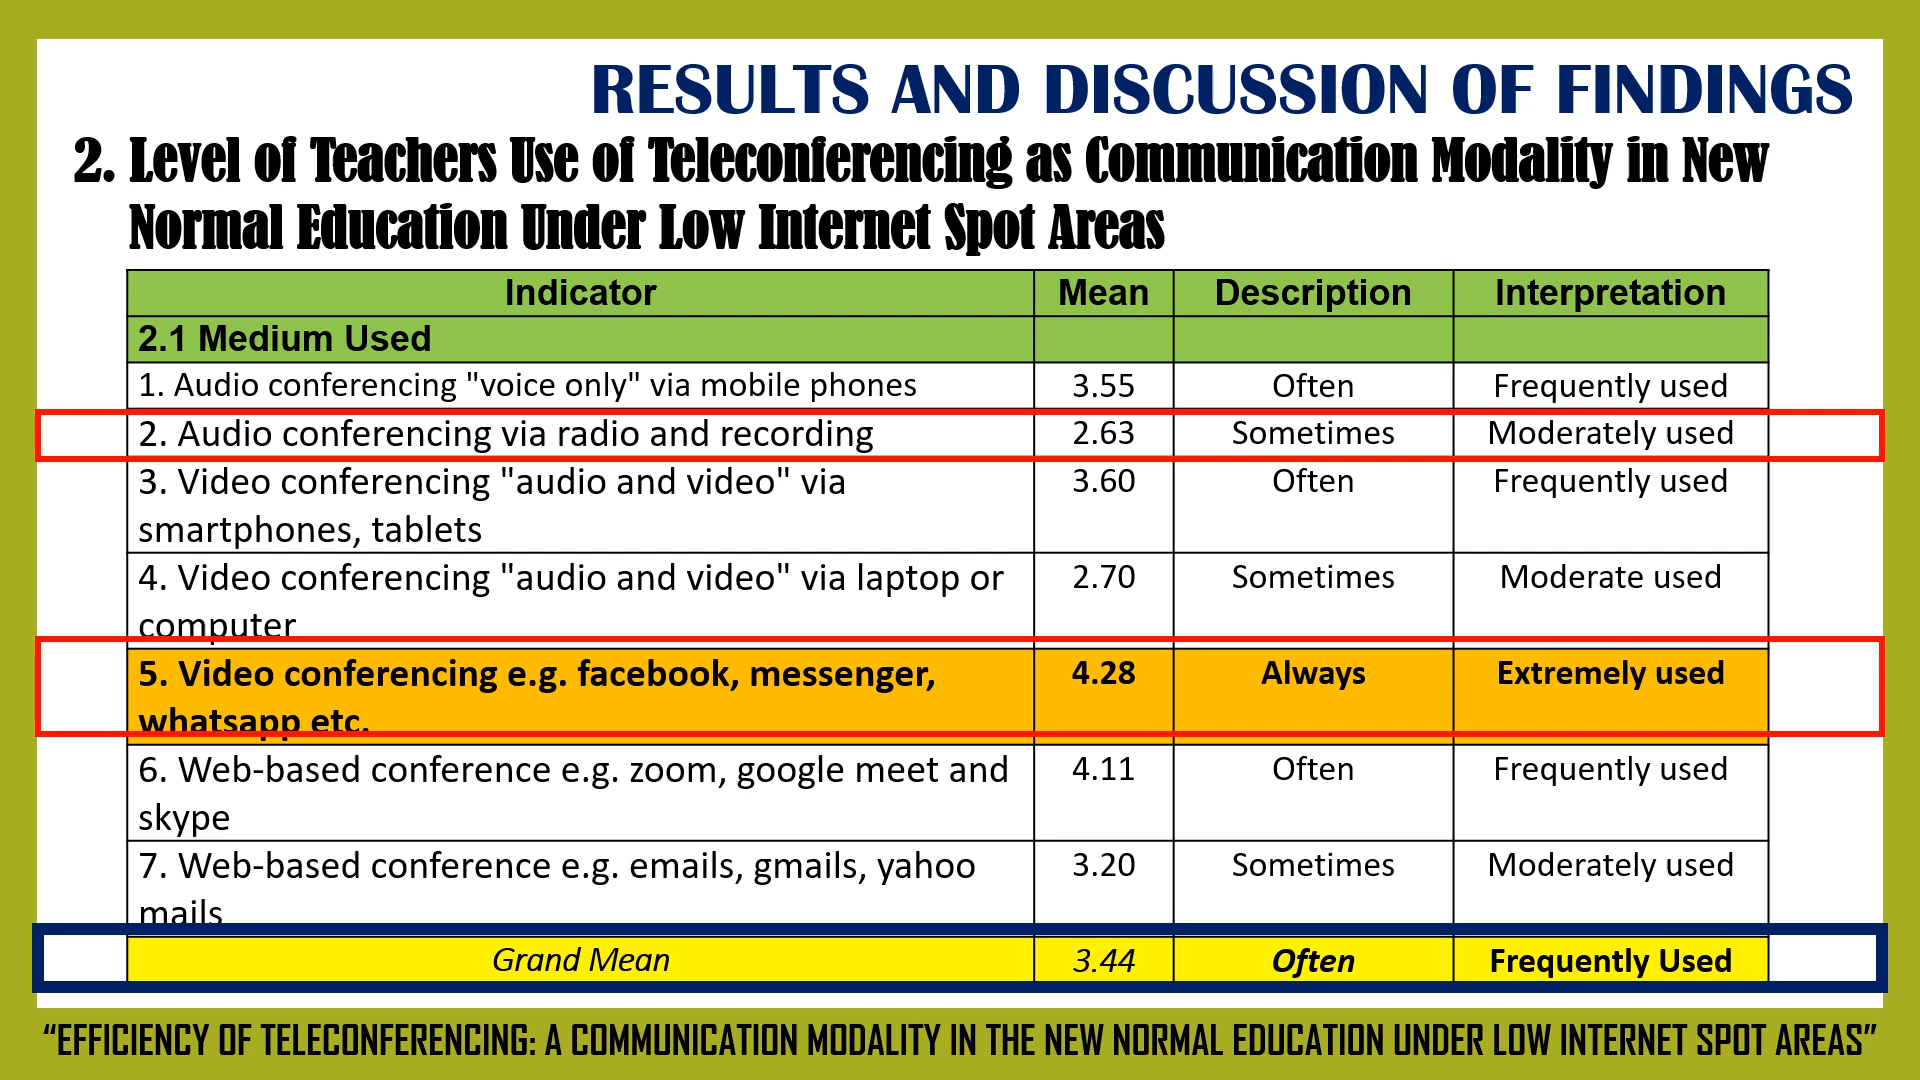 RESULTS AND DISCUSSION OF FINDINGS
2. Level of Teachers Use of Teleconferencing as Communication Modality in New
Normal Education Under Low Internet Spot Areas
Indicator Mean Description Interpretation
2.1 Medium Used
1. Audio conferencing "voice only" via mobile phones 3.55 Often Frequently used
2. Audio conferencing via radio and recording 2.63 Sometimes Moderately used
3. Video conferencing "audio and video" via 3.60 Often Frequently used
smartphones, tablets
4. Video conferencing "audio and video" via laptop or 2.70 Sometimes Moderate used
computer
5. Video conferencing e.g. facebook, messenger, 4.28 Always Extremely used
whatsapp etc.
6. Web-based conference e.g. zoom, google meet and 4.11 Often Frequently used
skype
7. Web-based conference e.g. emails, gmails, yahoo 3.20 Sometimes Moderately used
mails
Grand Mean 3.44 Often Frequently Used
“EFFICIENCY OF TELECONFERENCING: A COMMUNICATION MODALITY IN THE NEW NORMAL EDUCATION UNDER LOW INTERNET SPOT AREAS”